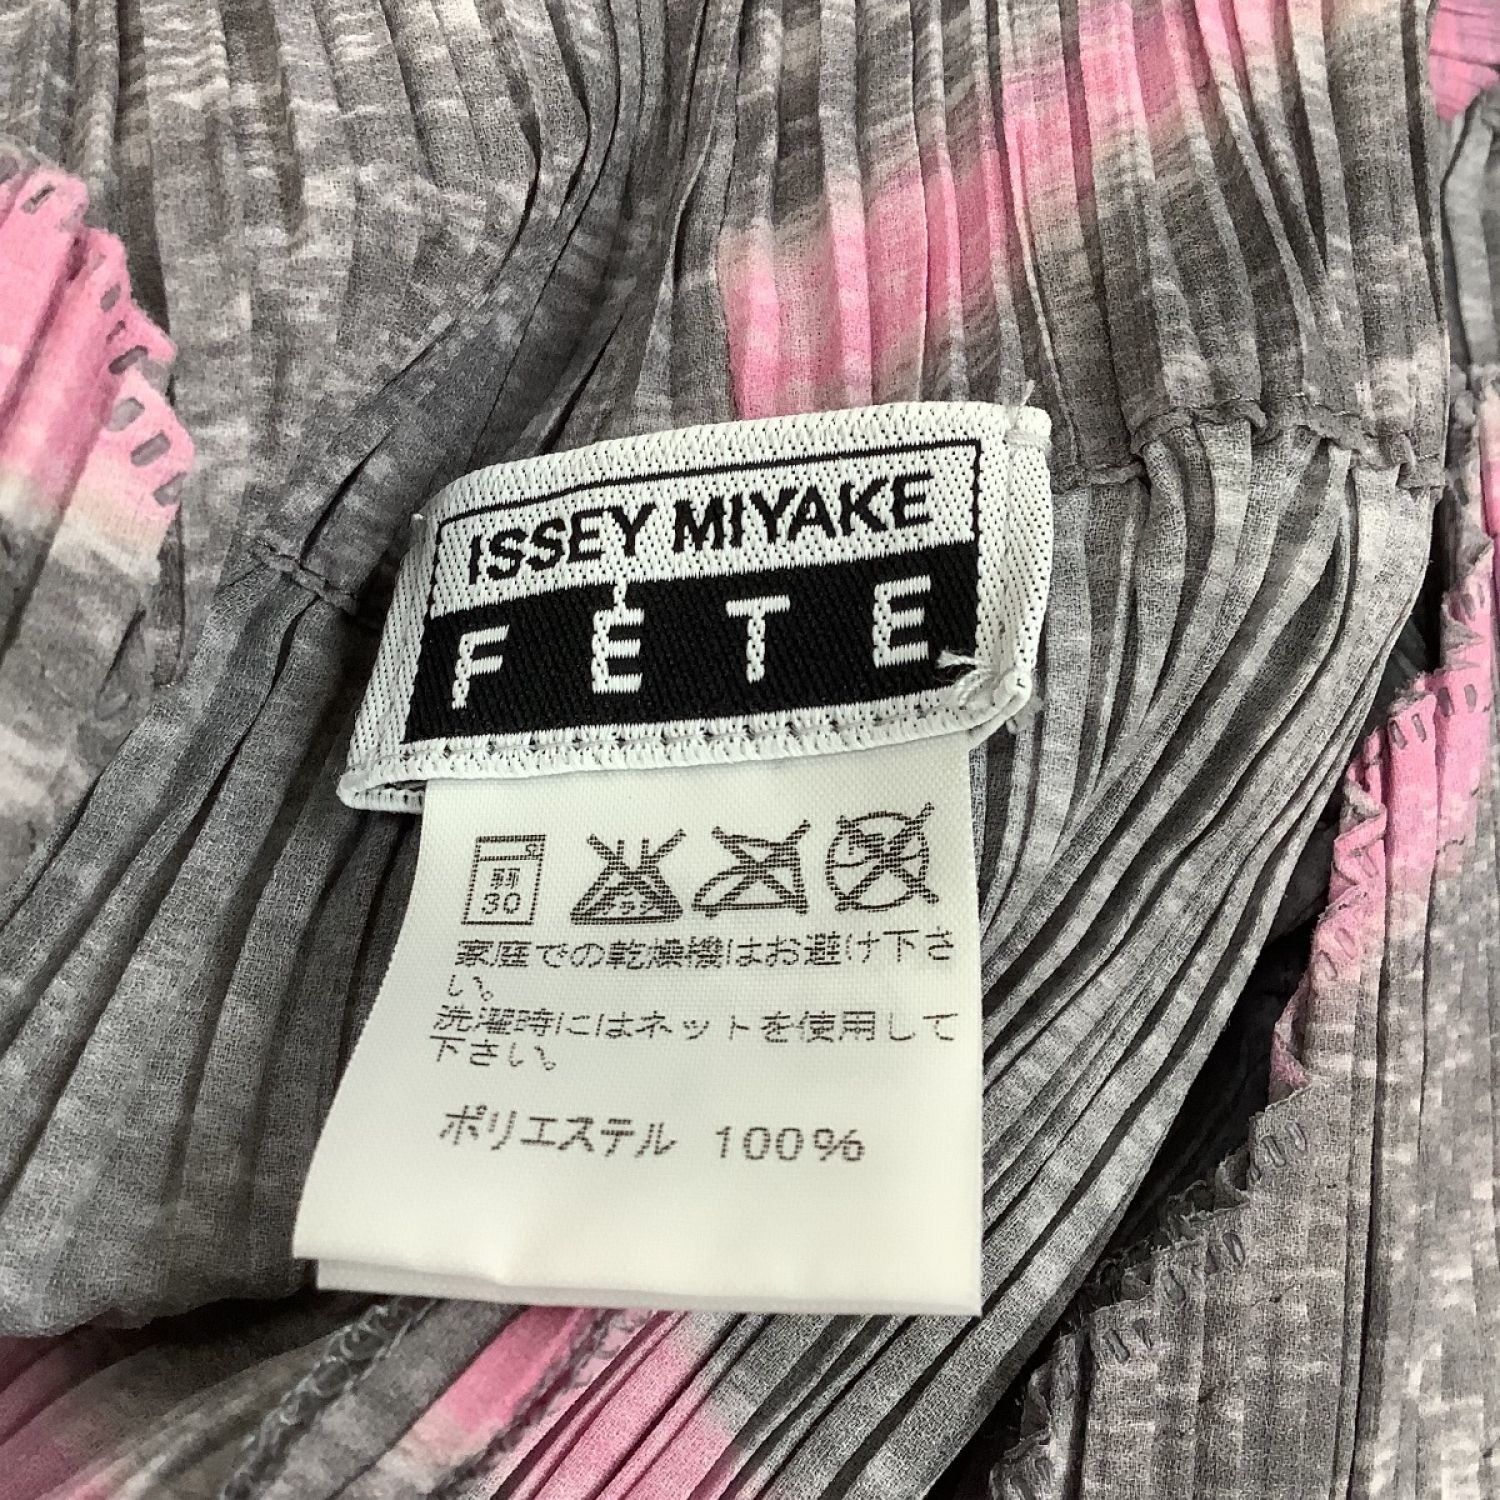 ISSEY MIYAKE
FÊTE
弱
30
家庭での乾燥機はお避け下さ
い。
洗濯時にはネットを使用して
下さい。
ポリエステル 100%